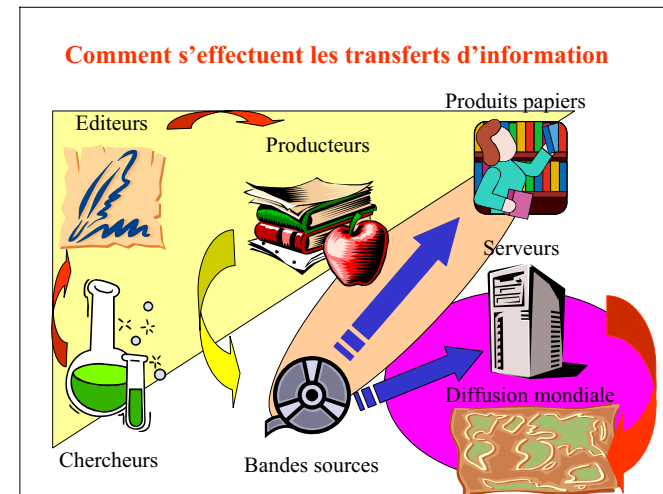 Comment s’effectuent les transferts d’information
Produits papiers
Editeurs
Producteurs
Serveurs
Diffusion mondiale
Chercheurs
Bandes sources